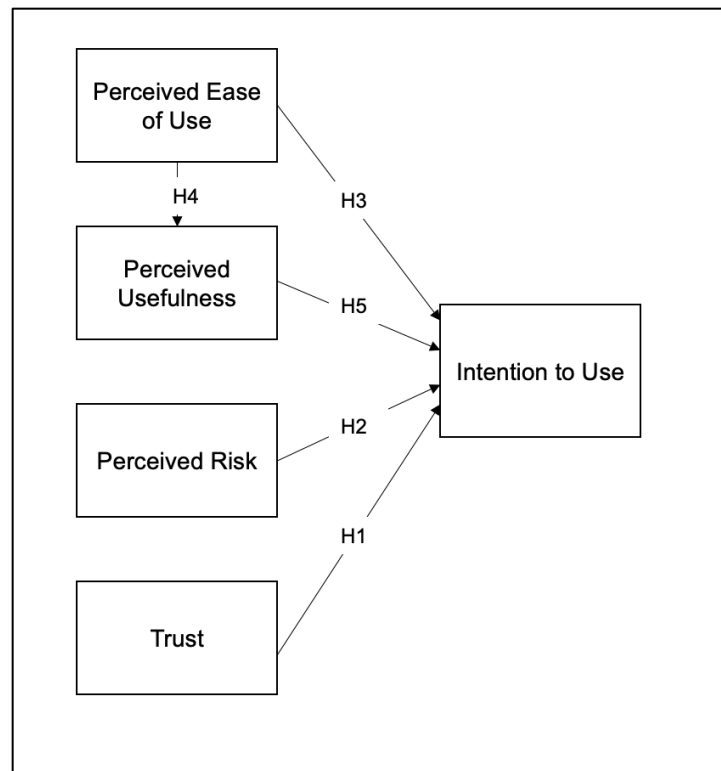 Perceived Ease
of Use
H4
H3
Perceived
Usefulness
H5
Intention to Use
H2
Perceived Risk
H1
Trust